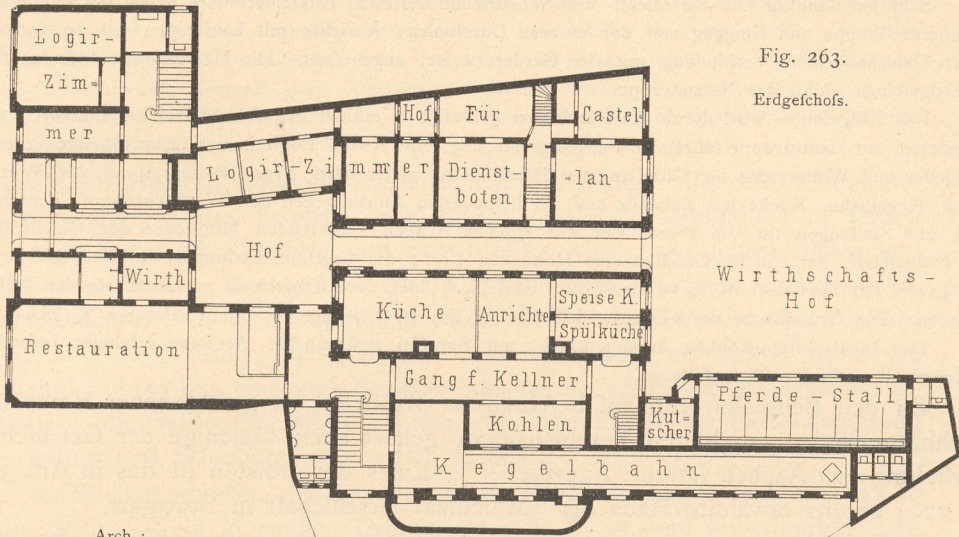 Fig. 263.
Erdgeſchoſs.
Logir-
Zim=
mer
Hof
Für
Castel-
Logir-Zimmer
Dienst-
boten
lan
Hof
Wirth
Restauration
Küche
Anrichte
Speise K.
Spülküche
Wirthschafts-
Hof
Gang f. Kellner
Kohlen
Kut=
scher
Pferde-Stall
Kegelbahn
Arch.: